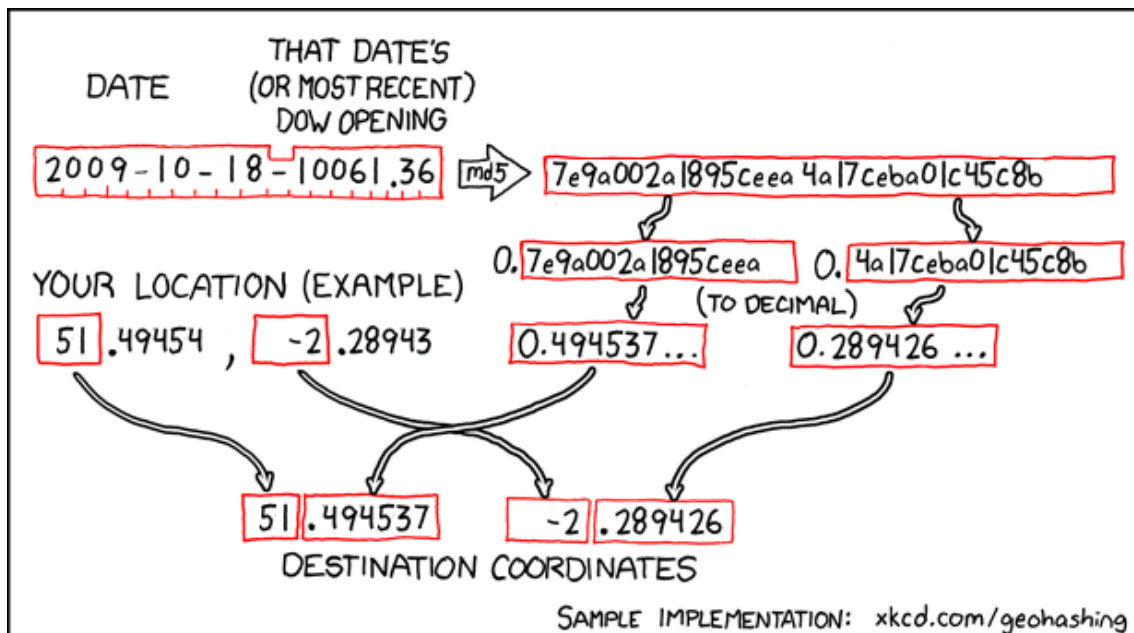 DATE
THAT DATE'S
(OR MOST RECENT)
DOW OPENING
2009-10-18-10061.36
md5
7e9a002a1895ceea4a17ceba01c45c8b
0.7e9a002a1895ceea
0.4a17ceba01c45c8b
(TO DECIMAL)
YOUR LOCATION (EXAMPLE)
51.49454, -2.28943
0.494537...
0.289426...
51.494537
-2.289426
DESTINATION COORDINATES
SAMPLE IMPLEMENTATION: xkcd.com/geohashing